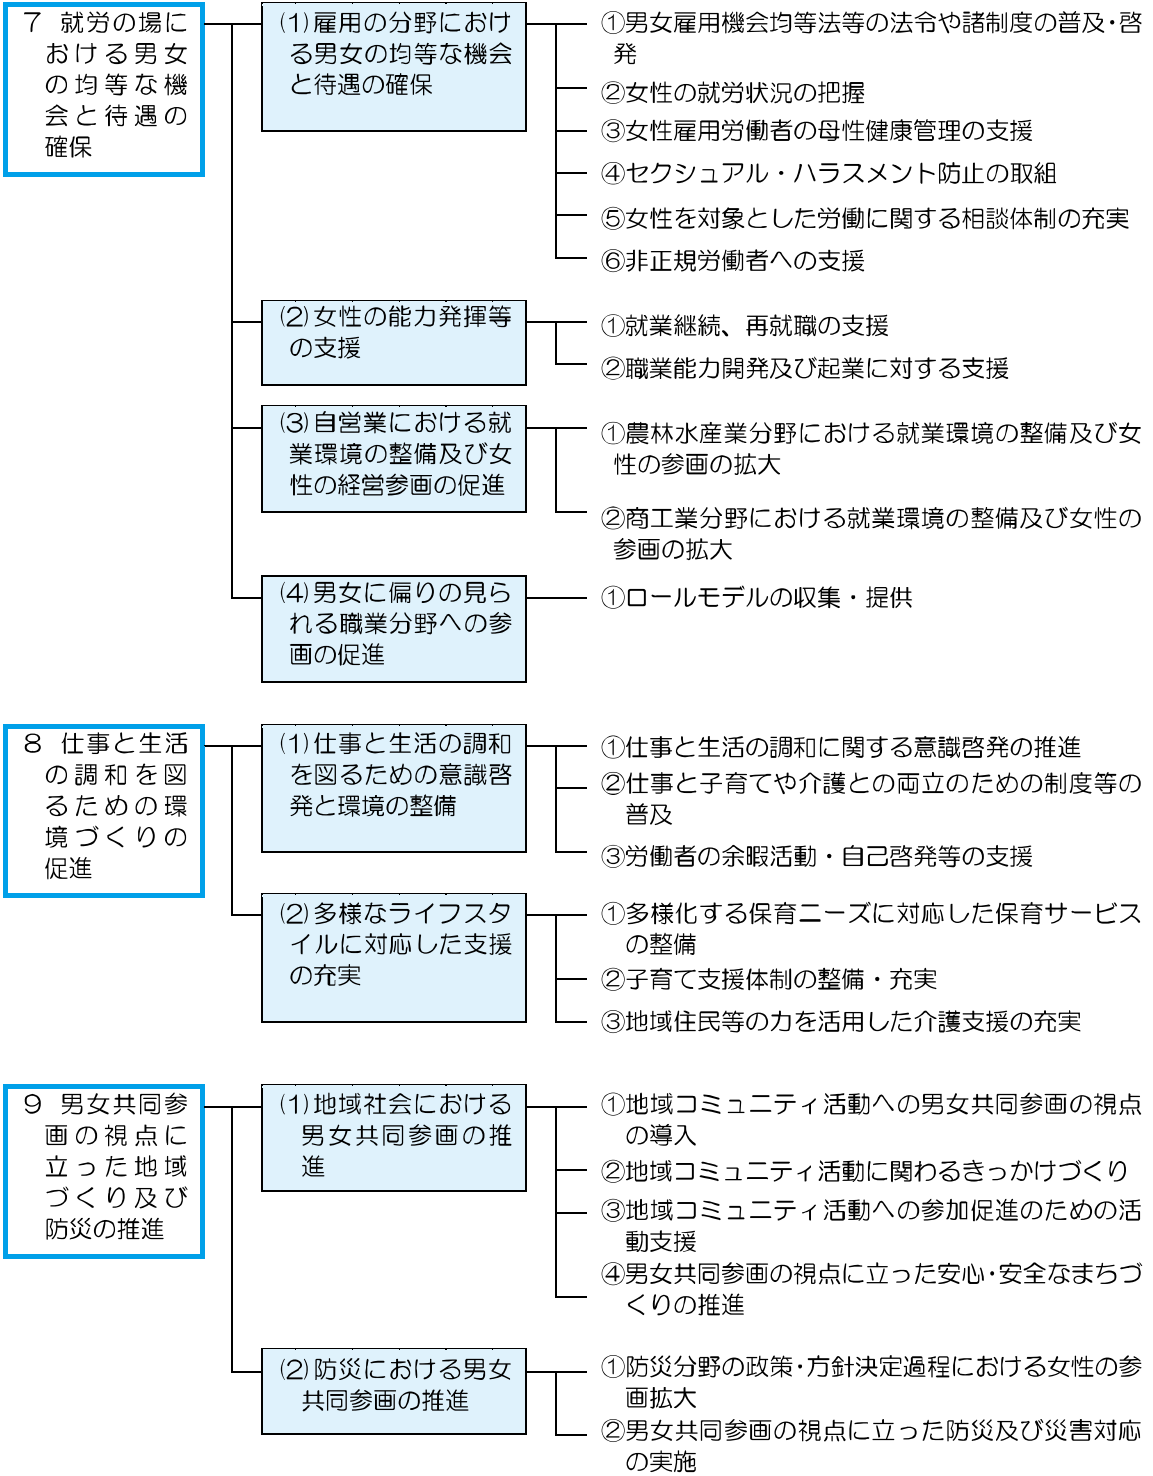 ７ 就労の場に
おける男女
の均等な機
会と待遇の
確保
(1)雇用の分野におけ
る男女の均等な機会
と待遇の確保
①男女雇用機会均等法等の法令や諸制度の普及・啓
発
②女性の就労状況の把握
③女性雇用労働者の母性健康管理の支援
④セクシュアル・ハラスメント防止の取組
⑤女性を対象とした労働に関する相談体制の充実
⑥非正規労働者への支援
(2)女性の能力発揮等
の支援
①就業継続、再就職の支援
②職業能力開発及び起業に対する支援
(3)自営業における就
業環境の整備及び女
性の経営参画の促進
①農林水産業分野における就業環境の整備及び女
性の参画の拡大
②商工業分野における就業環境の整備及び女性の
参画の拡大
(4)男女に偏りの見ら
れる職業分野への参
画の促進
①ロールモデルの収集・提供
８ 仕事と生活
の調和を図
るための環
境づくりの
促進
(1)仕事と生活の調和
を図るための意識啓
発と環境の整備
①仕事と生活の調和に関する意識啓発の推進
②仕事と子育てや介護との両立のための制度等の
普及
③労働者の余暇活動・自己啓発等の支援
(2)多様なライフスタ
イルに対応した支援
の充実
①多様化する保育ニーズに対応した保育サービス
の整備
②子育て支援体制の整備・充実
③地域住民等の力を活用した介護支援の充実
９ 男女共同参
画の視点に
立った地域
づくり及び
防災の推進
(1)地域社会における
男女共同参画の推
進
①地域コミュニティ活動への男女共同参画の視点
の導入
②地域コミュニティ活動に関わるきっかけづくり
③地域コミュニティ活動への参加促進のための活
動支援
④男女共同参画の視点に立った安心・安全なまちづ
くりの推進
(2)防災における男女
共同参画の推進
①防災分野の政策・方針決定過程における女性の参
画拡大
②男女共同参画の視点に立った防災及び災害対応
の実施